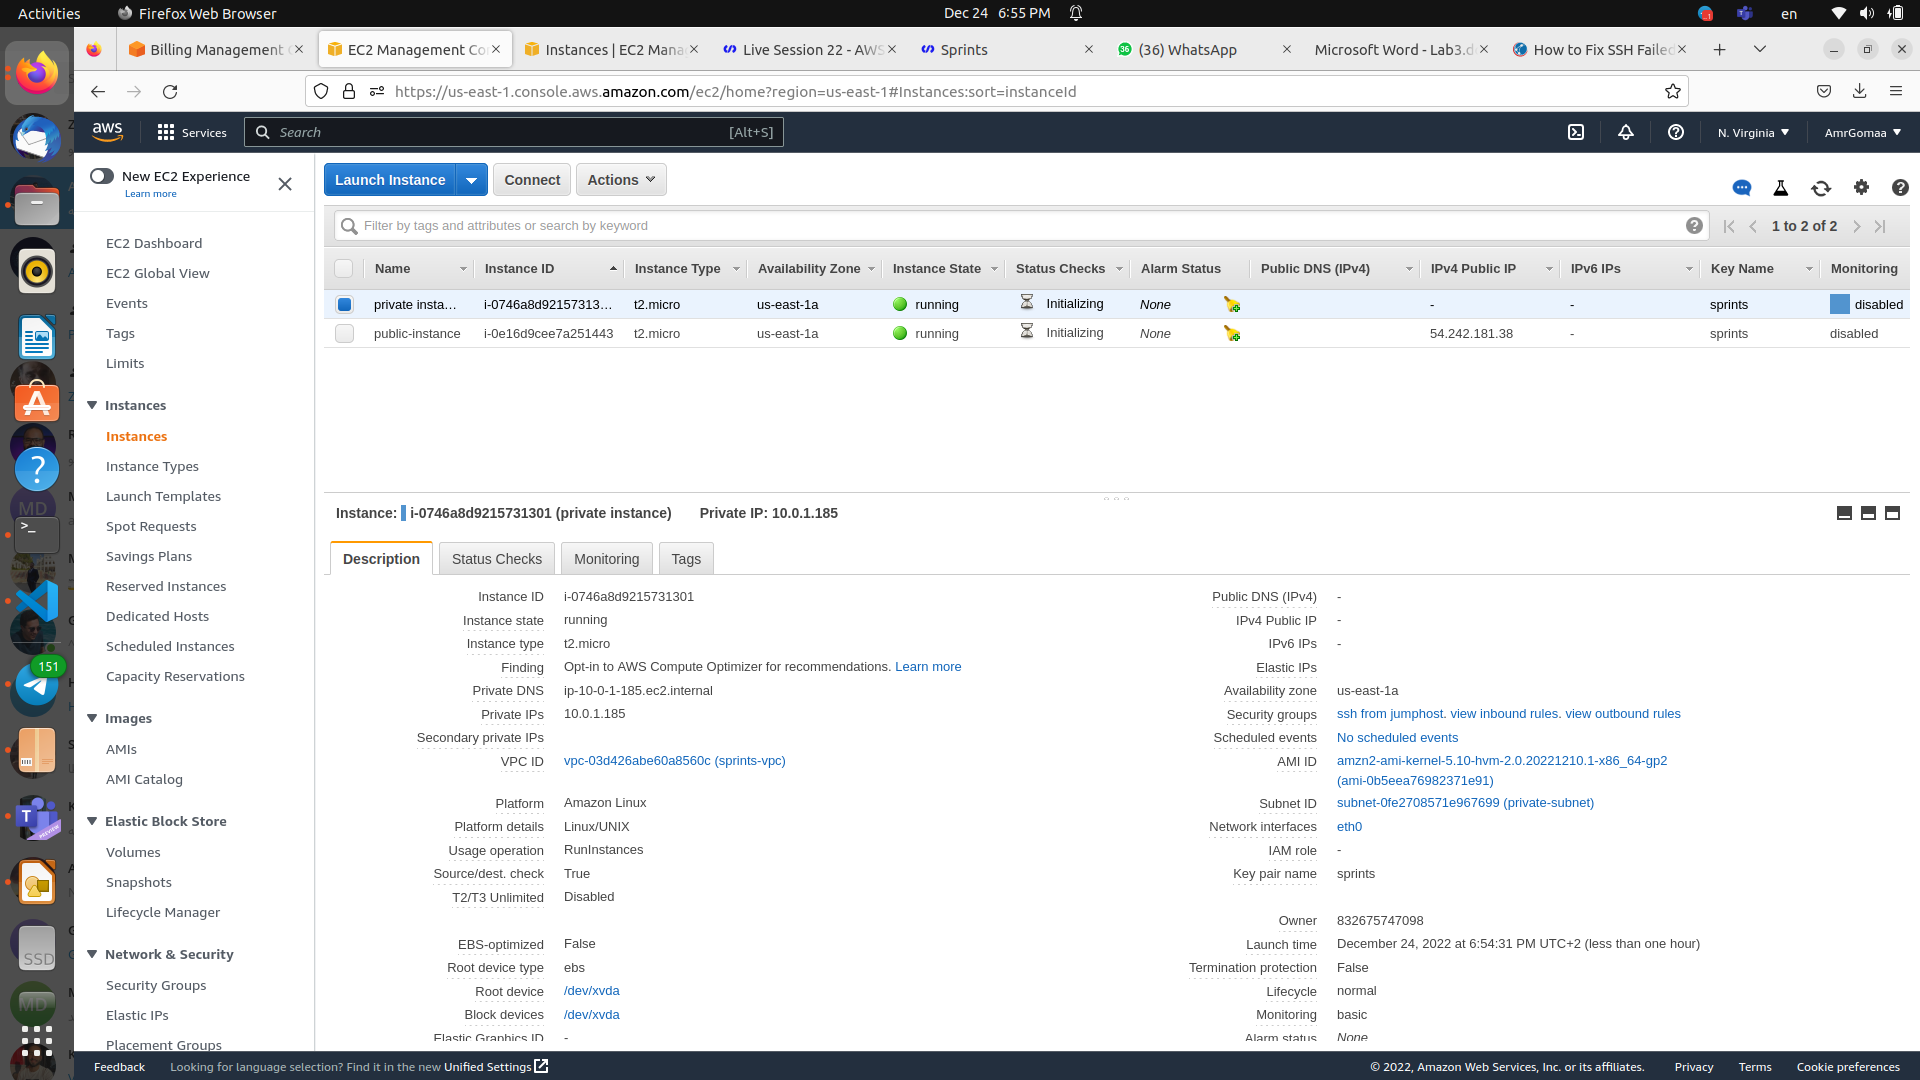 Activities
Firefox Web Browser
Dec 24 6:55 PM
en
Billing Management
EC2 Management Co
Instances | EC2 Mana
Live Session 22 - AWS
Sprints
(36) WhatsApp
Microsoft Word - Lab3.d
How to Fix SSH Failed
https://us-east-1.console.aws.amazon.com/ec2/home?region=us-east-1#Instances:sort=instanceId
aws
Services
Search
[Alt+S]
N. Virginia
AmrGomaa
New EC2 Experience
Learn more
Launch Instance
Connect
Actions
Filter by tags and attributes or search by keyword
1 to 2 of 2
Name Instance ID Instance Type Availability Zone Instance State Status Checks Alarm Status Public DNS (IPv4) IPv4 Public IP IPv6 IPs Key Name Monitoring
private insta… i-0746a8d92157313… t2.micro us-east-1a running Initializing None - - sprints disabled
public-instance i-0e16d9cee7a251443 t2.micro us-east-1a running Initializing None 54.242.181.38 - sprints disabled
EC2 Dashboard
EC2 Global View
Events
Tags
Limits
Instances
Instances
Instance Types
Launch Templates
Spot Requests
Savings Plans
Reserved Instances
Dedicated Hosts
Scheduled Instances
Capacity Reservations
Images
AMIs
AMI Catalog
Elastic Block Store
Volumes
Snapshots
Lifecycle Manager
Network & Security
Security Groups
Elastic IPs
Placement Groups
151
MD
SSD
MD
Instance: i-0746a8d9215731301 (private instance) Private IP: 10.0.1.185
Description Status Checks Monitoring Tags
Instance ID i-0746a8d9215731301
Instance state running
Instance type t2.micro
Finding Opt-in to AWS Compute Optimizer for recommendations. Learn more
Private DNS ip-10-0-1-185.ec2.internal
Private IPs 10.0.1.185
Secondary private IPs
VPC ID vpc-03d426abe60a8560c (sprints-vpc)
Platform Amazon Linux
Platform details Linux/UNIX
Usage operation RunInstances
Source/dest. check True
T2/T3 Unlimited Disabled
EBS-optimized False
Root device type ebs
Root device /dev/xvda
Block devices /dev/xvda
Elastic Graphics ID -
Public DNS (IPv4) -
IPv4 Public IP -
IPv6 IPs -
Elastic IPs
Availability zone us-east-1a
Security groups ssh from jumphost. view inbound rules. view outbound rules
Scheduled events No scheduled events
AMI ID amzn2-ami-kernel-5.10-hvm-2.0.20221210.1-x86_64-gp2
(ami-0b5eea76982371e91)
Subnet ID subnet-0fe2708571e967699 (private-subnet)
Network interfaces eth0
IAM role -
Key pair name sprints
Owner 832675747098
Launch time December 24, 2022 at 6:54:31 PM UTC+2 (less than one hour)
Termination protection False
Lifecycle normal
Monitoring basic
Alarm status None
Feedback
Looking for language selection? Find it in the new Unified Settings
© 2022, Amazon Web Services, Inc. or its affiliates.
Privacy
Terms
Cookie preferences